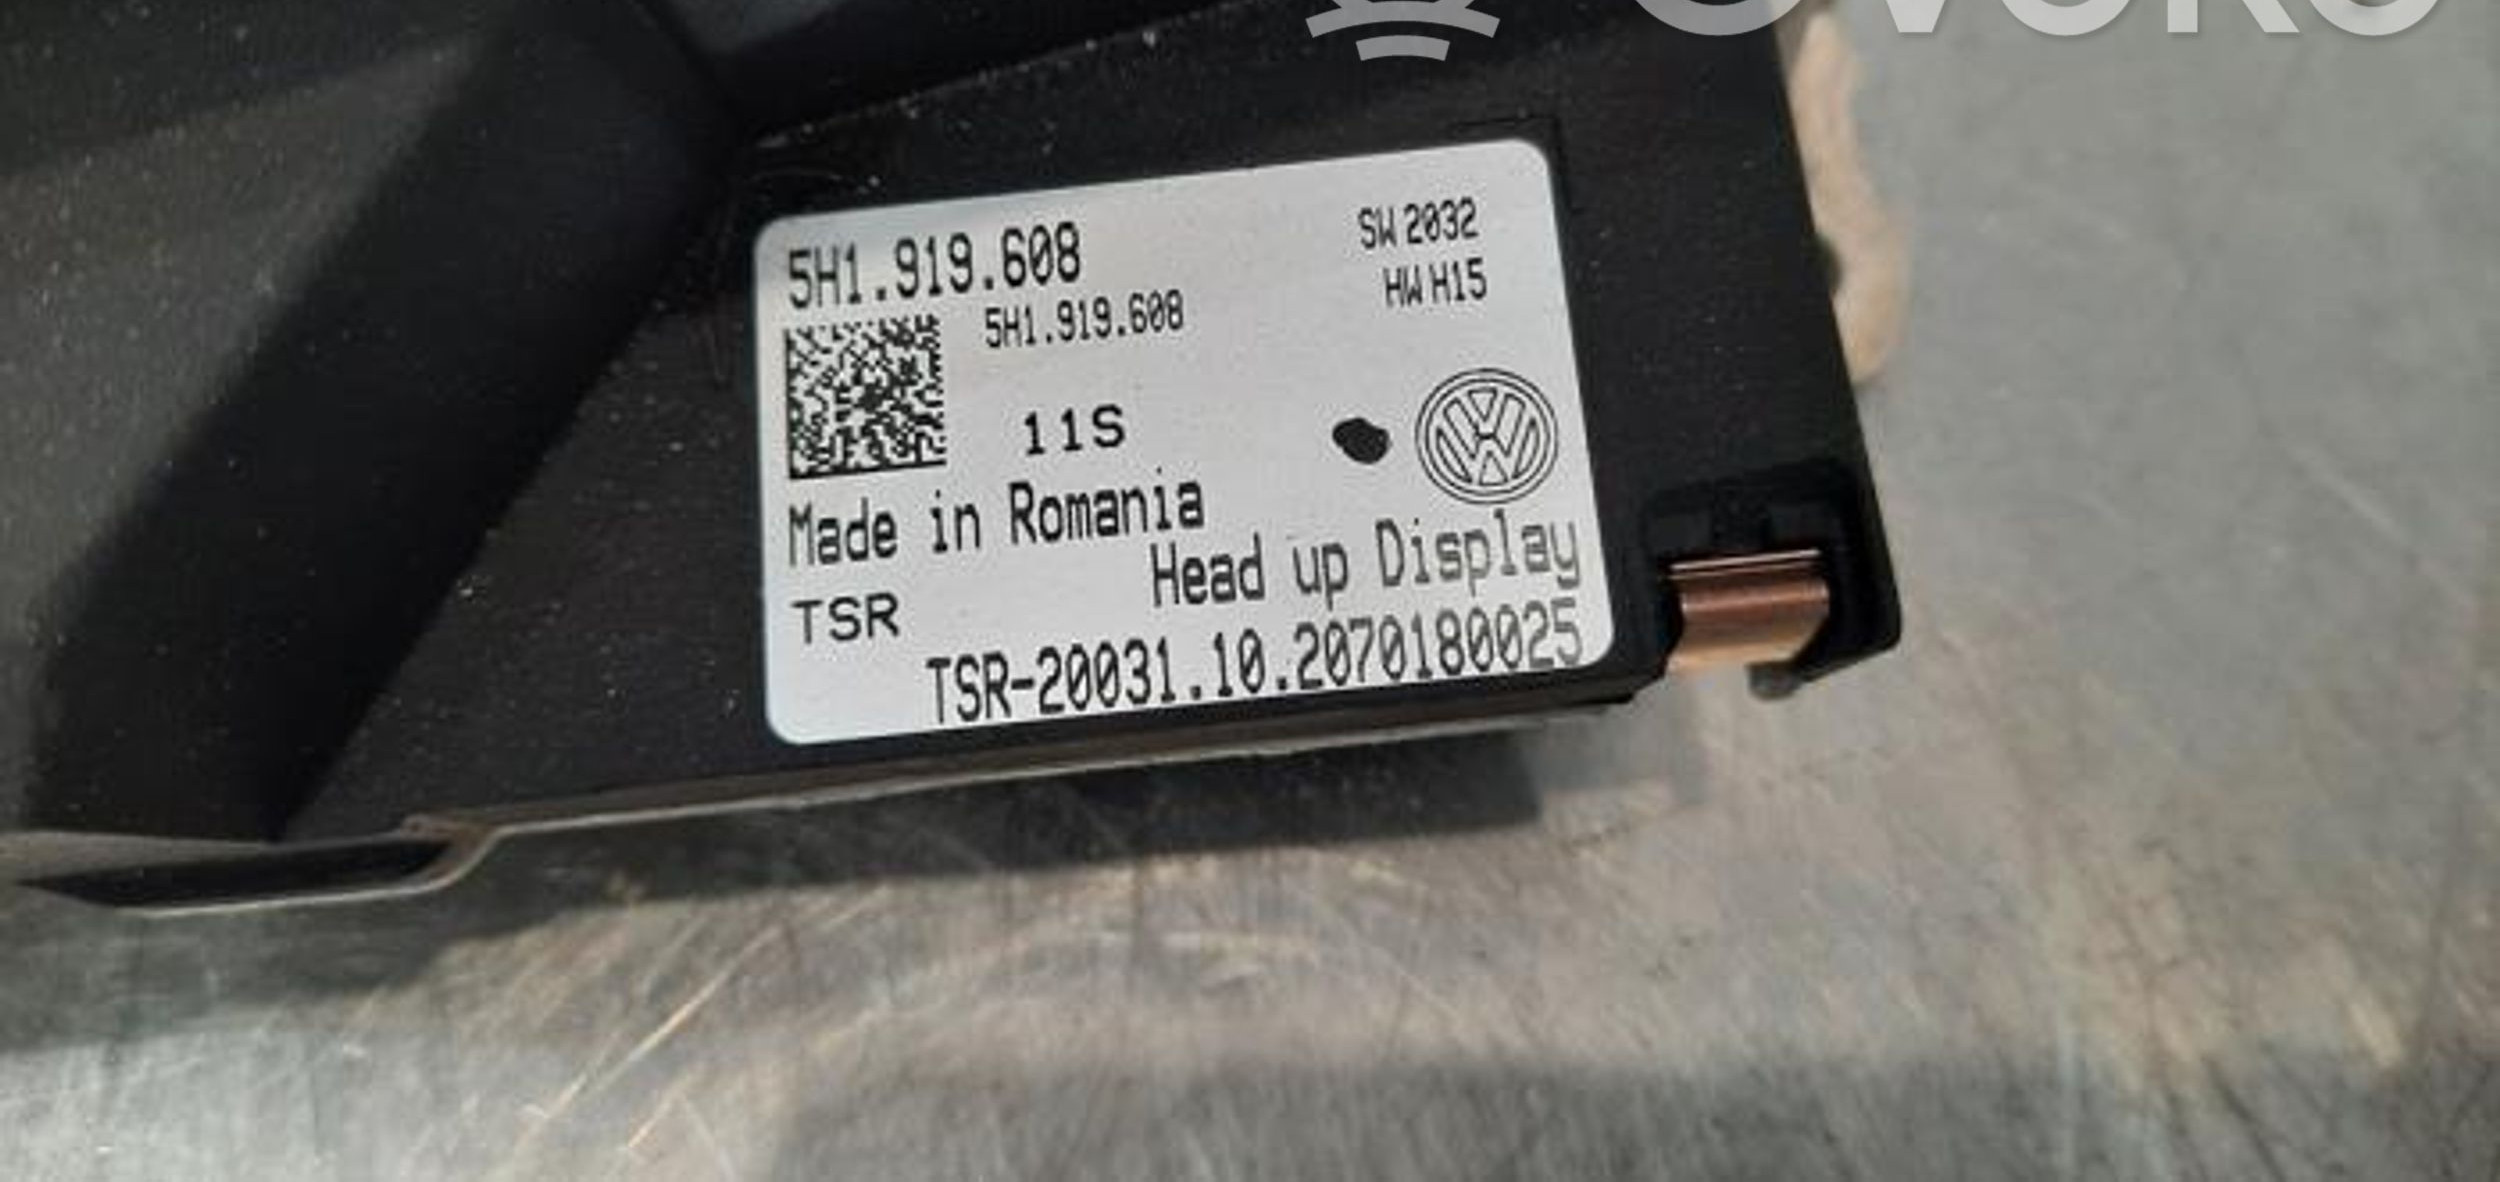 5H1.919.608
SW 2032
5H1.919.608
HW H15
11S
Made in Romania
Head up Display
TSR
TSR-20031.10.2070180025